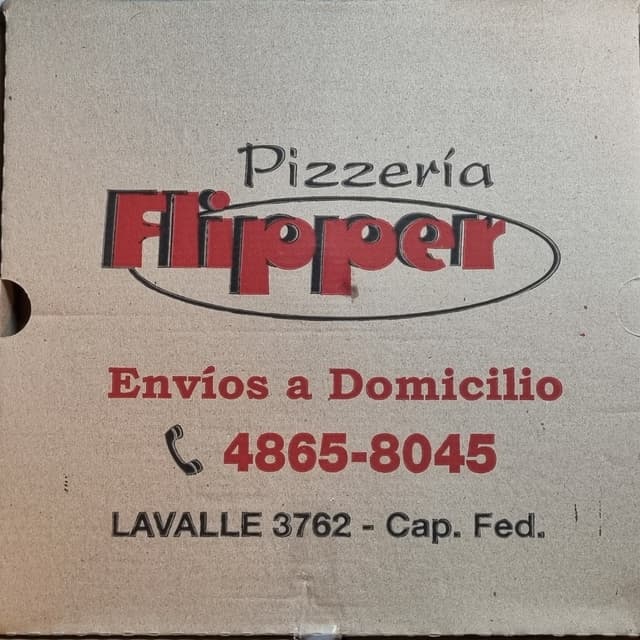 Pizzería
Flipper
Envíos a Domicilio
4865-8045
LAVALLE 3762 - Cap. Fed.